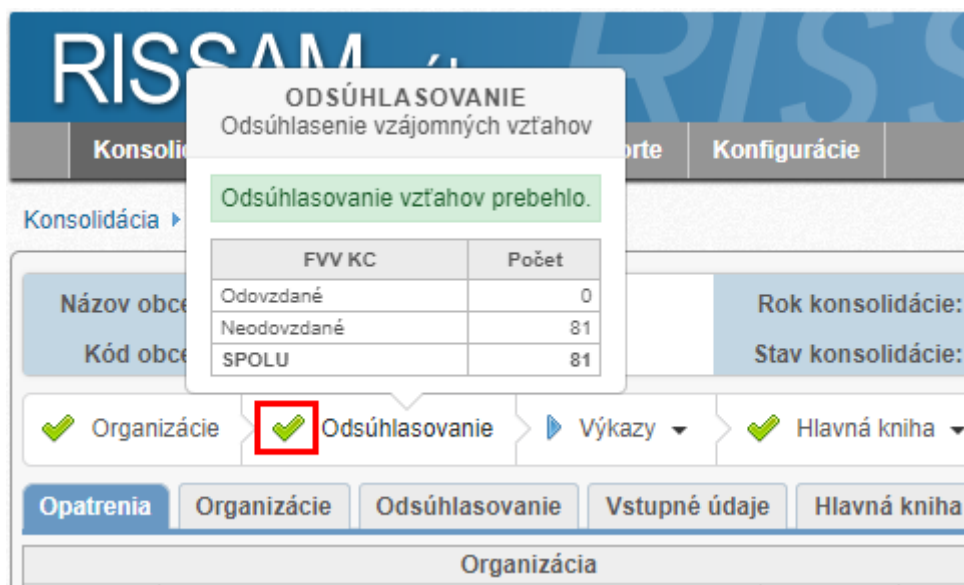 RISSAM
RISS
ODSÚHLASOVANIE
Odsúhlasenie vzájomných vzťahov
Konfigurácie
Odsúhlasovanie vzťahov prebehlo.
Konsolidácia
FVV KC Počet
Odovzdané 0
Neodovzdané 81
SPOLU 81
Názov obce Rok konsolidácie:
Kód obce Stav konsolidácie:
Organizácie Odsúhlasovanie Výkazy Hlavná kniha
Opatrenia Organizácie Odsúhlasovanie Vstupné údaje Hlavná kniha
Organizácia